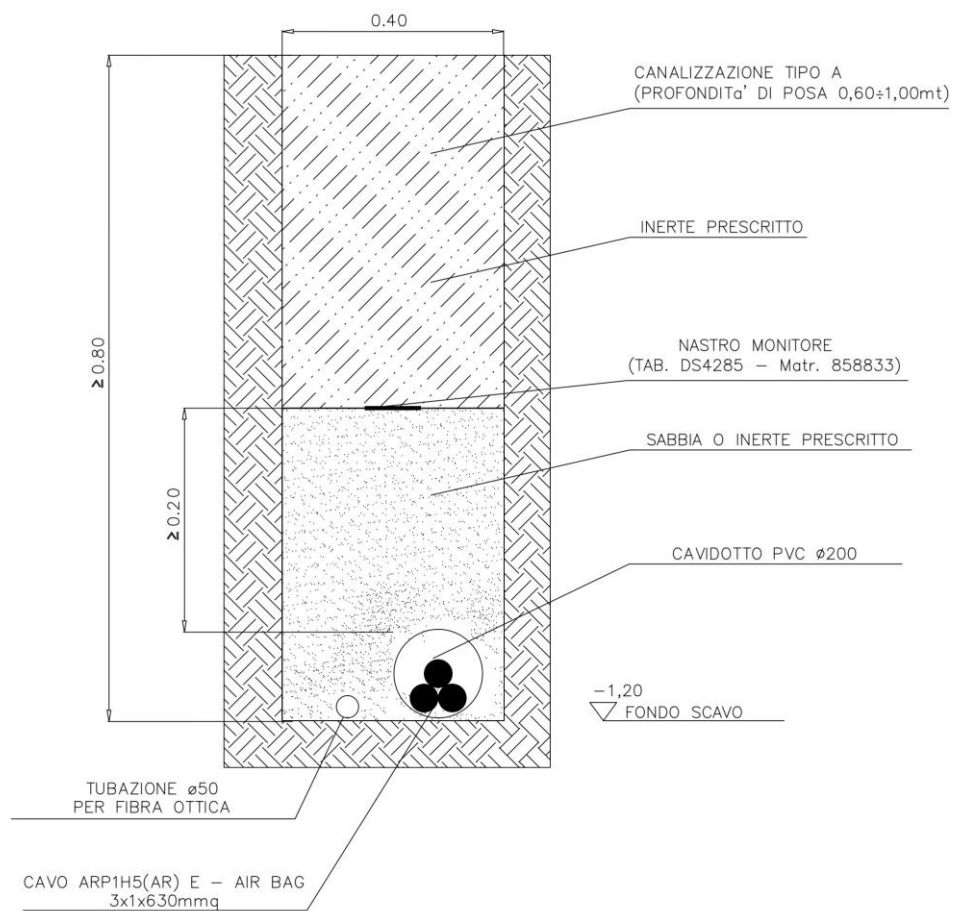 0.40
CANALIZZAZIONE TIPO A
(PROFONDITa' DI POSA 0,60÷1,00mt)
INERTE PRESCRITTO
≥0.80
NASTRO MONITORE
(TAB. DS4285 – Matr. 858833)
SABBIA O INERTE PRESCRITTO
≥0.20
CAVIDOTTO PVC ø200
–1,20
FONDO SCAVO
TUBAZIONE ø50
PER FIBRA OTTICA
CAVO ARP1H5(AR) E – AIR BAG
3x1x630mmq